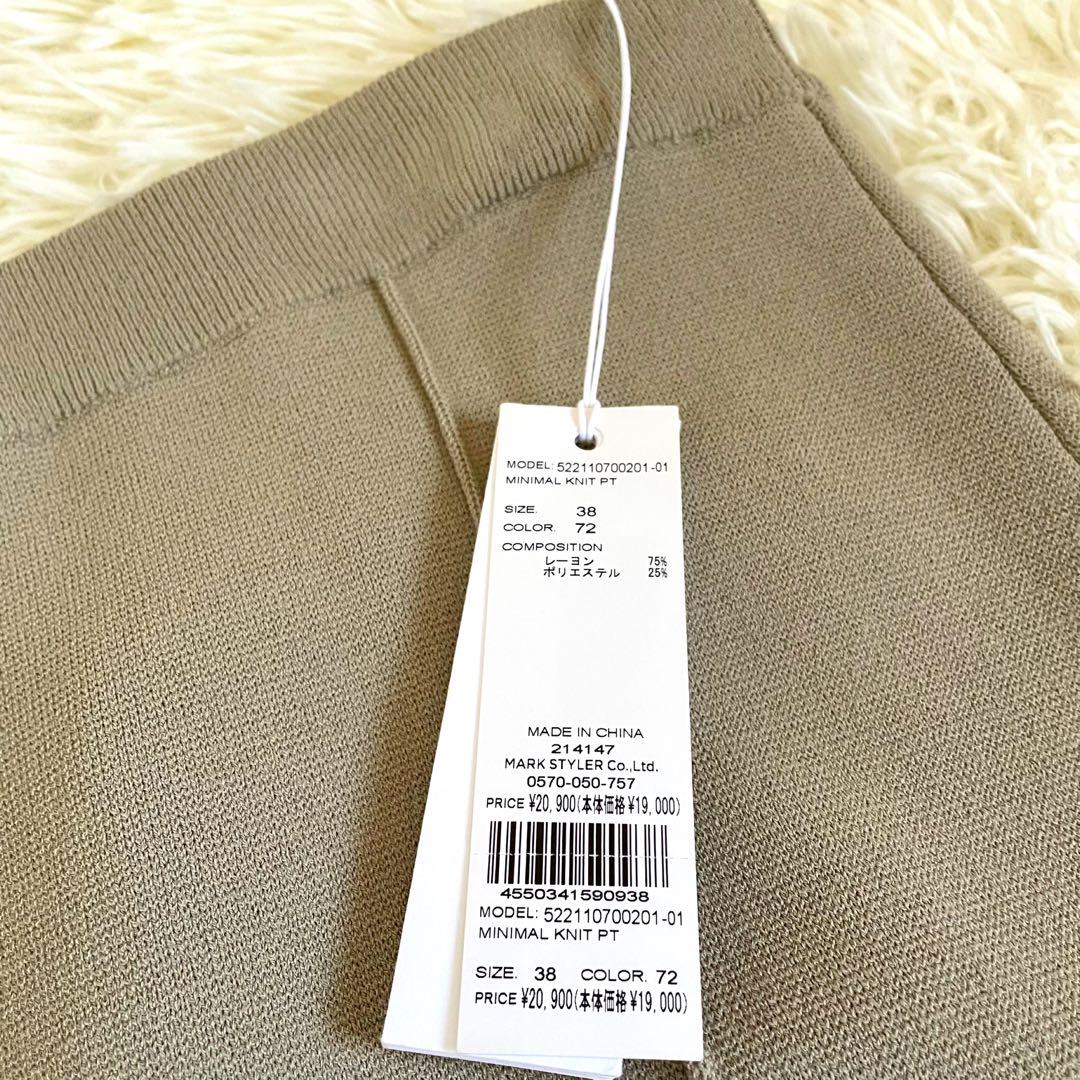 MODEL: 522110700201-01
MINIMAL KNIT PT
SIZE. 38
COLOR. 72
COMPOSITION
レーヨン 75%
ポリエステル 25%
MADE IN CHINA
214147
MARK STYLER Co.,Ltd.
0570-050-757
PRICE ¥20,900(本体価格¥19,000)
4550341590938
MODEL: 522110700201-01
MINIMAL KNIT PT
SIZE. 38 COLOR. 72
PRICE ¥20,900(本体価格¥19,000)